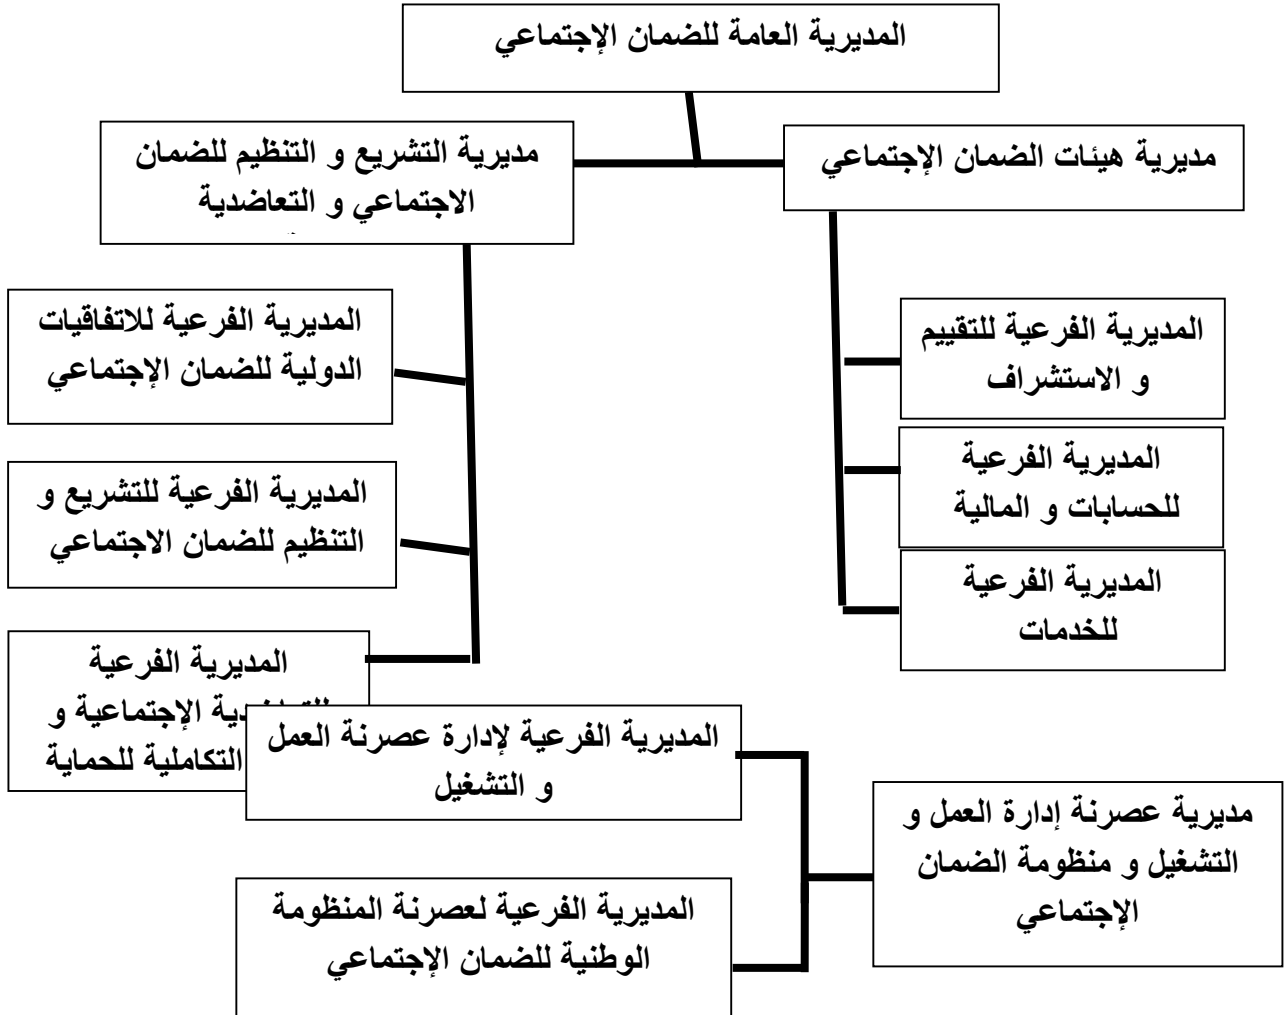 المديرية العامة للضمان الإجتماعي
مديرية هيئات الضمان الإجتماعي
مديرية التشريع و التنظيم للضمان
الاجتماعي و التعاضدية
المديرية الفرعية للتقييم
و الاستشراف
المديرية الفرعية
للحسابات و المالية
المديرية الفرعية
للخدمات
المديرية الفرعية للاتفاقيات
الدولية للضمان الإجتماعي
المديرية الفرعية للتشريع و
التنظيم للضمان الاجتماعي
المديرية الفرعية
الإجتماعية و
التكاملية للحماية
المديرية الفرعية لإدارة عصرنة العمل
و التشغيل
المديرية الفرعية لعصرنة المنظومة
الوطنية للضمان الإجتماعي
مديرية عصرنة إدارة العمل و
التشغيل و منظومة الضمان
الإجتماعي